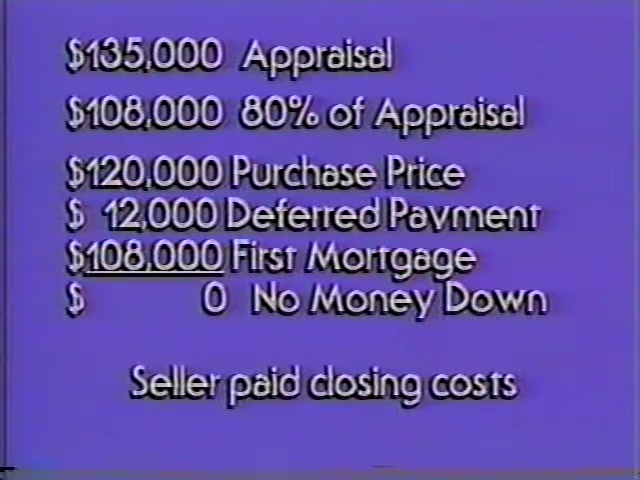 $135,000 Appraisal
$108,000 80% of Appraisal
$120,000 Purchase Price
$ 12,000 Deferred Payment
$108,000 First Mortgage
$ 0 No Money Down
Seller paid closing costs